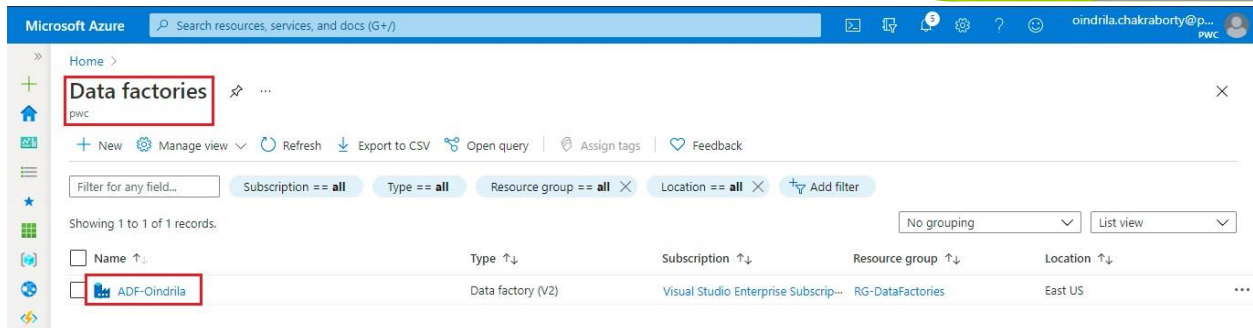 Microsoft Azure Search resources, services, and docs (G+/) 5 oindrila.chakraborty@p...
PWC
Home >
Data factories ...
pwc
New Manage view Refresh Export to CSV Open query Assign tags Feedback
Filter for any field... Subscription == all Type == all Resource group == all Location == all Add filter
Showing 1 to 1 of 1 records. No grouping List view
Name ↑↓ Type ↑↓ Subscription ↑↓ Resource group ↑↓ Location ↑↓
ADF-Oindrila Data factory (V2) Visual Studio Enterprise Subscrip... RG-DataFactories East US ...